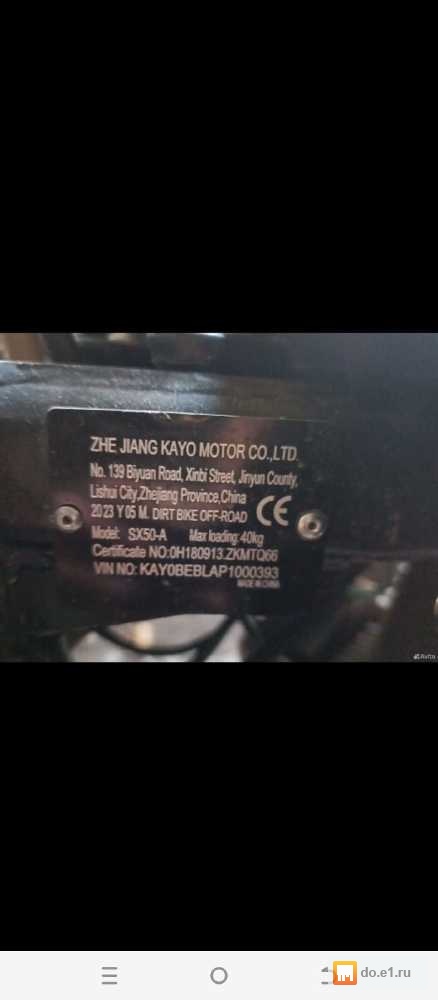 ZHE JIANG KAYO MOTOR CO.,LTD.
No. 139 Biyuan Road, Xinbi Street, Jinyun County,
Lishui City,Zhejiang Province,China
2023 Y 05 M. DIRT BIKE OFF-ROAD CE
Model: SX50-A Max loading: 40kg
Certificate NO:0H180913.ZKMTQ66
VIN NO: KAY0BEBLAP1000393
MADE IN CHINA
Avito
do.e1.ru